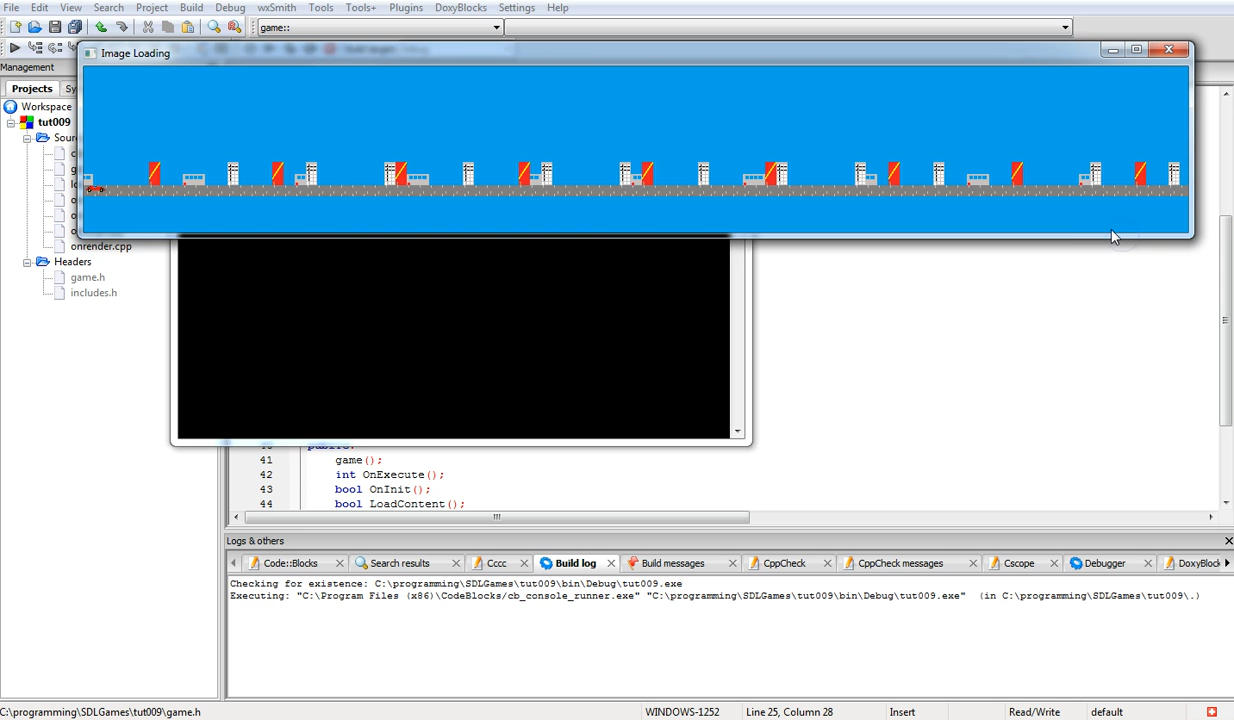 File Edit View Search Project Build Debug wxSmith Tools Tools+ Plugins DoxyBlocks Settings Help
game::
Image Loading
Management
Projects Sy
Workspace
tut009
Sour
onrender.cpp
Headers
game.h
includes.h
41 game();
42 int OnExecute();
43 bool OnInit();
44 bool LoadContent();
Logs & others
Code::Blocks Search results Cccc Build log Build messages CppCheck CppCheck messages Cscope Debugger DoxyBlock
Checking for existence: C:\programming\SDLGames\tut009\bin\Debug\tut009.exe
Executing: "C:\Program Files (x86)\CodeBlocks/cb_console_runner.exe" "C:\programming\SDLGames\tut009\bin\Debug\tut009.exe" (in C:\programming\SDLGames\tut009\.)
C:\programming\SDLGames\tut009\game.h WINDOWS-1252 Line 25, Column 28 Insert Read/Write default